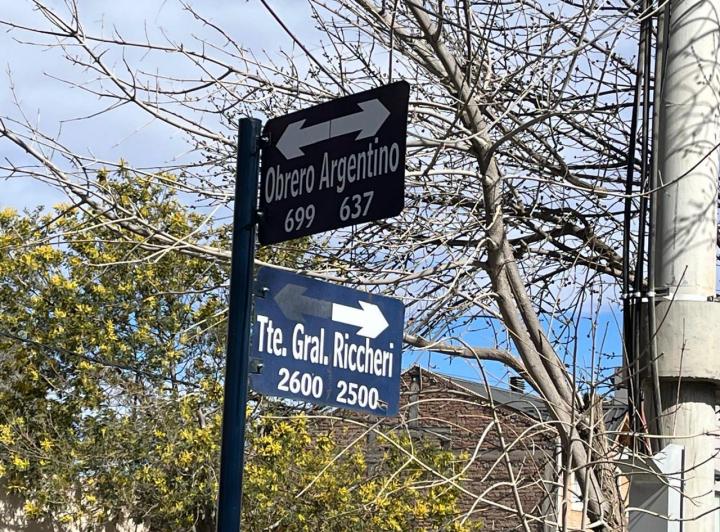 Obrero Argentino
699 637
Tte. Gral. Riccheri
2600 2500